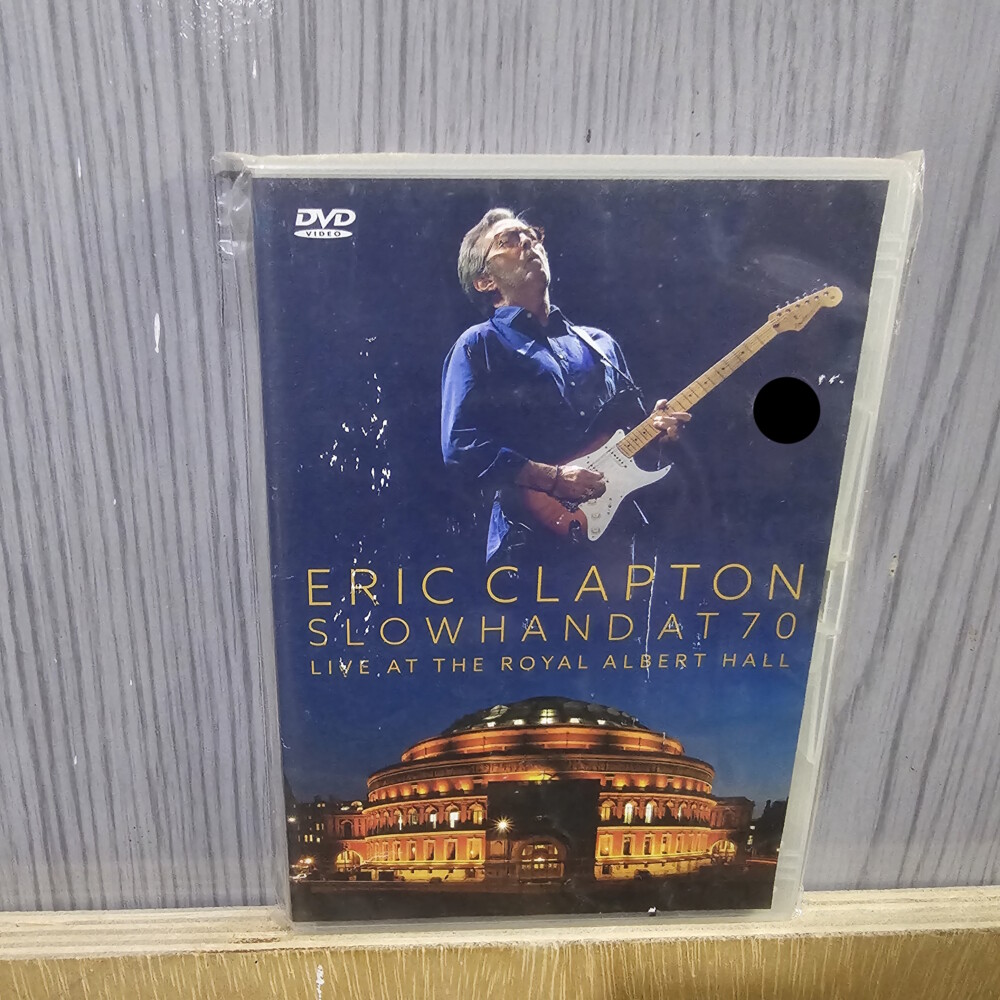 DVD
VIDEO
ERIC CLAPTON
SLOWHAND AT 70
LIVE AT THE ROYAL ALBERT HALL